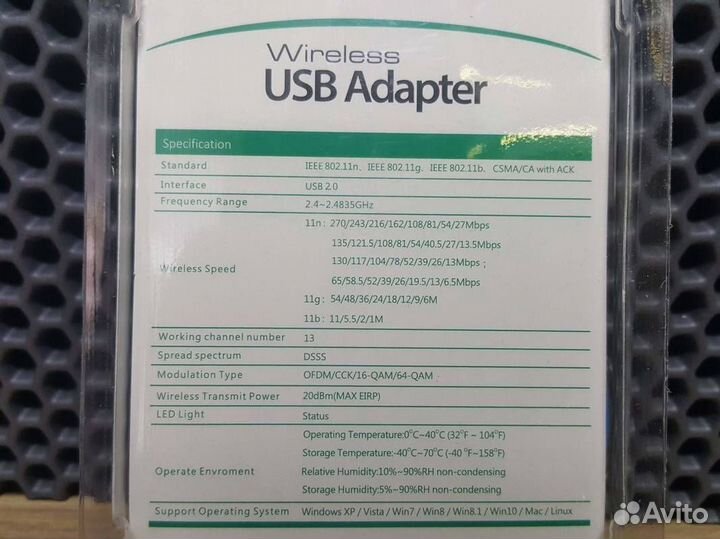 Wireless
USB Adapter
Specification
Standard IEEE 802.11n、IEEE 802.11g、IEEE 802.11b、CSMA/CA with ACK
Interface USB 2.0
Frequency Range 2.4~2.4835GHz
Wireless Speed 11n: 270/243/216/162/108/81/54/27Mbps
135/121.5/108/81/54/40.5/27/13.5Mbps
130/117/104/78/52/39/26/13Mbps;
65/58.5/52/39/26/19.5/13/6.5Mbps
11g: 54/48/36/24/18/12/9/6M
11b: 11/5.5/2/1M
Working channel number 13
Spread spectrum DSSS
Modulation Type OFDM/CCK/16-QAM/64-QAM
Wireless Transmit Power 20dBm(MAX EIRP)
LED Light Status
Operate Enviroment Operating Temperature:0°C~40°C (32°F ~ 104°F)
Storage Temperature:-40°C~70°C (-40 °F~158°F)
Relative Humidity:10%~90%RH non-condensing
Storage Humidity:5%~90%RH non-condensing
Support Operating System Windows XP / Vista / Win7 / Win8 / Win8.1 / Win10 / Mac / Linux
Avito